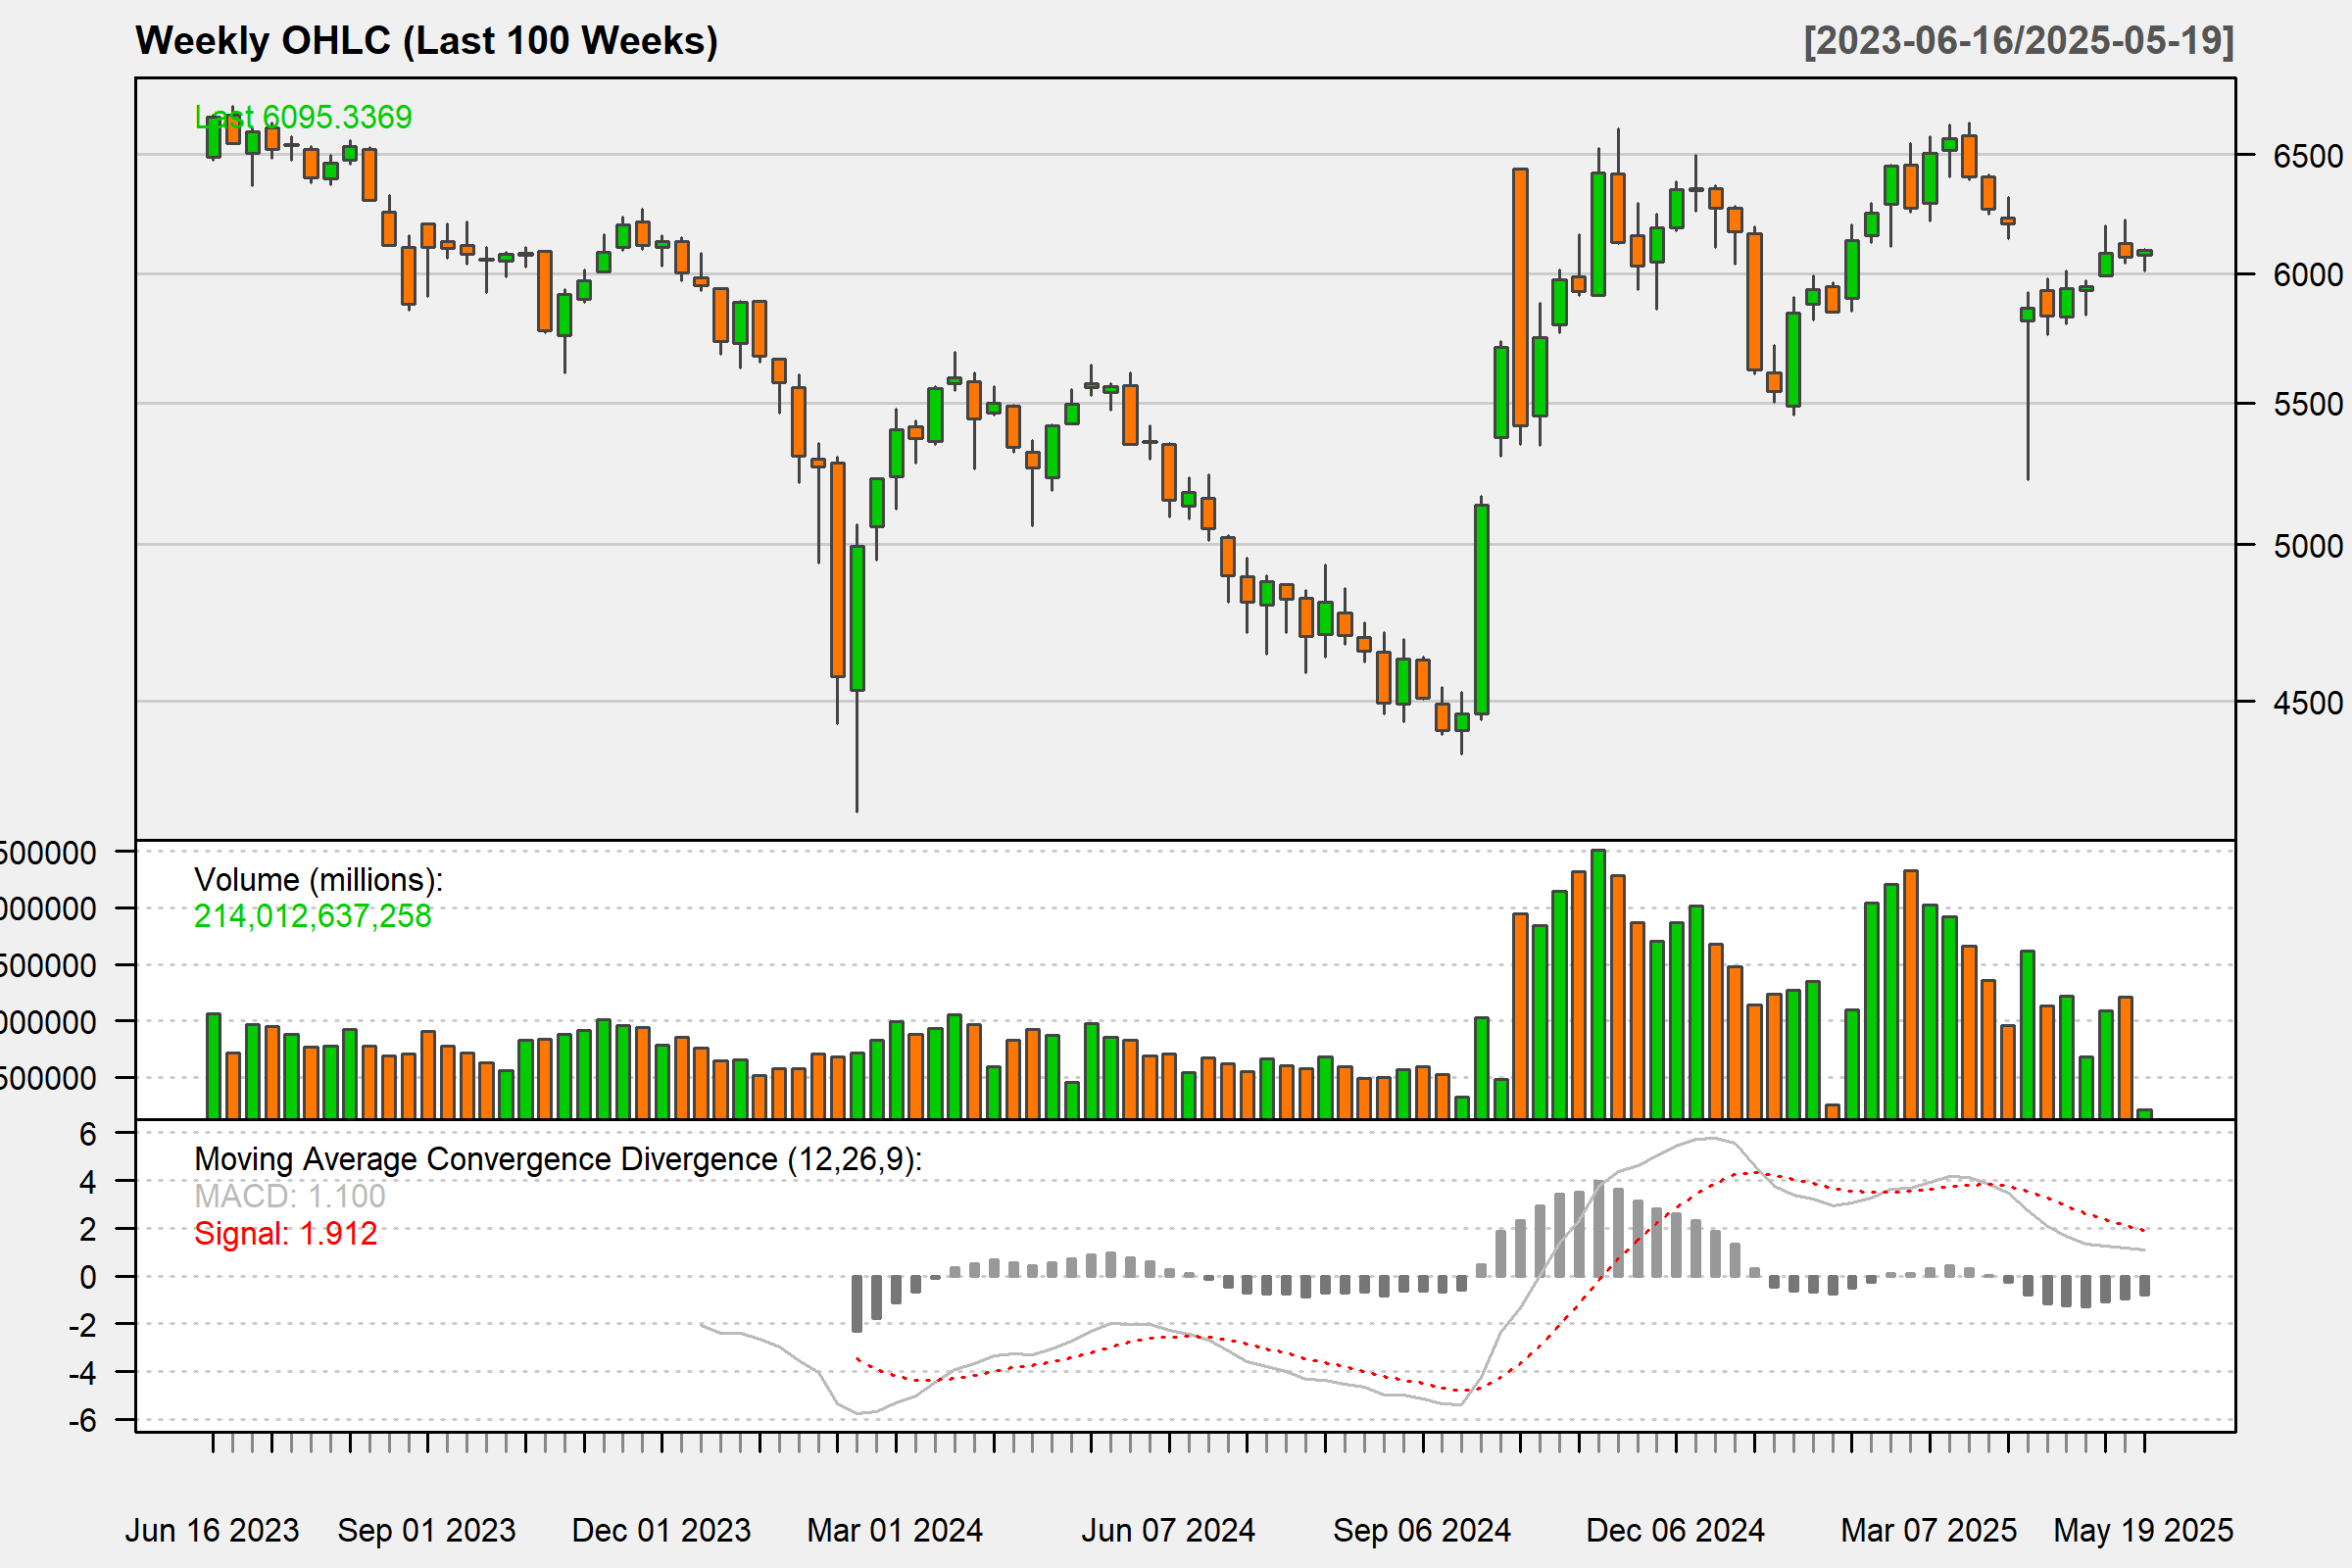 Weekly OHLC (Last 100 Weeks)
[2023-06-16/2025-05-19]
Last 6095.3369
6500
6000
5500
5000
4500
Volume (millions):
214,012,637,258
500000
000000
500000
000000
500000
Moving Average Convergence Divergence (12,26,9):
MACD: 1.100
Signal: 1.912
6
4
2
0
-2
-4
-6
Jun 16 2023 Sep 01 2023 Dec 01 2023 Mar 01 2024 Jun 07 2024 Sep 06 2024 Dec 06 2024 Mar 07 2025 May 19 2025